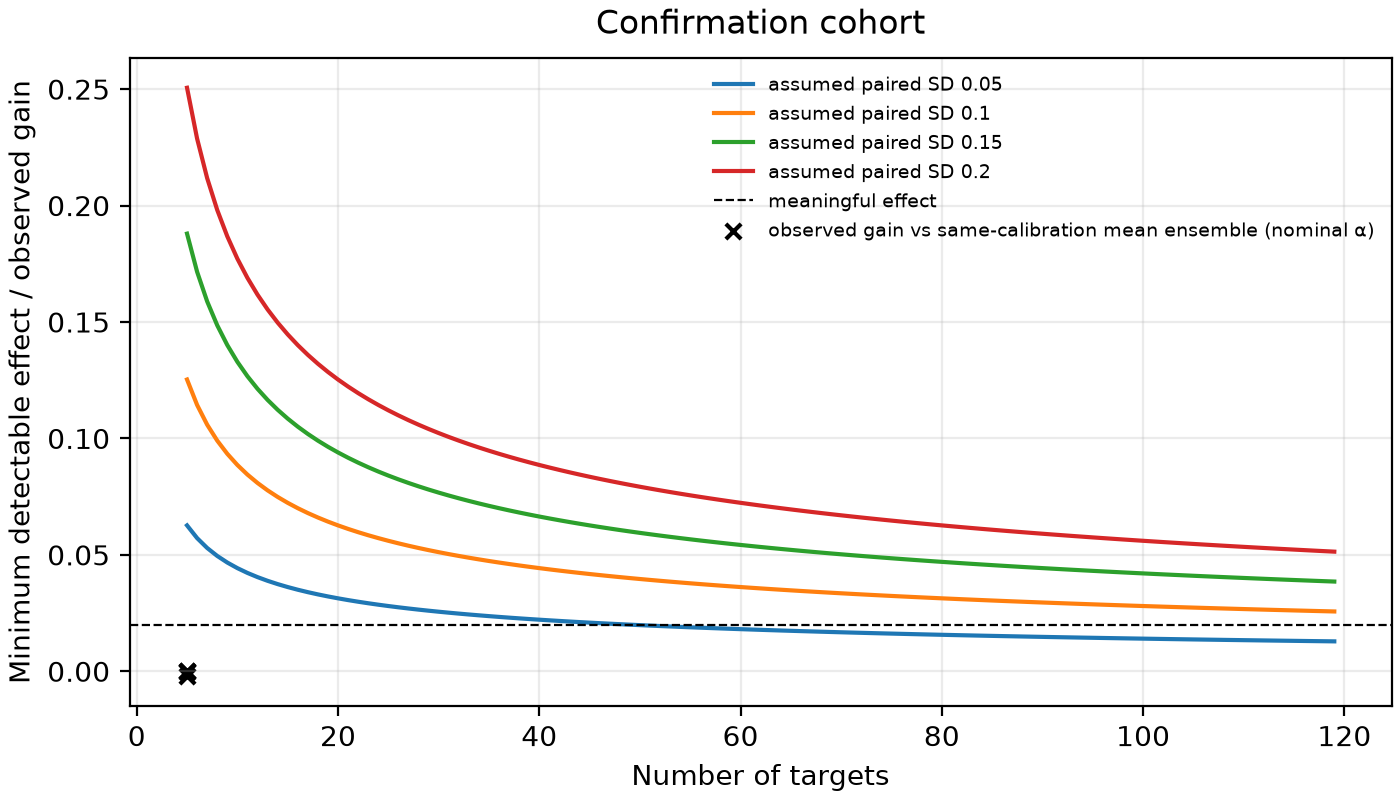 Confirmation cohort
Minimum detectable effect / observed gain
0.25
0.20
0.15
0.10
0.05
0.00
assumed paired SD 0.05
assumed paired SD 0.1
assumed paired SD 0.15
assumed paired SD 0.2
meaningful effect
observed gain vs same-calibration mean ensemble (nominal α)
0
20
40
60
80
100
120
Number of targets